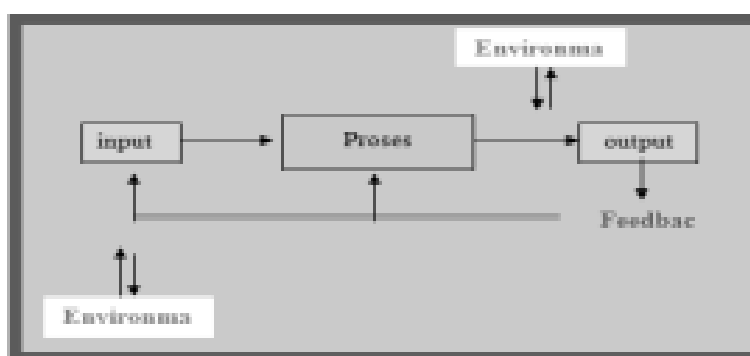 Environma
input
Proses
output
Feedbac
Environma